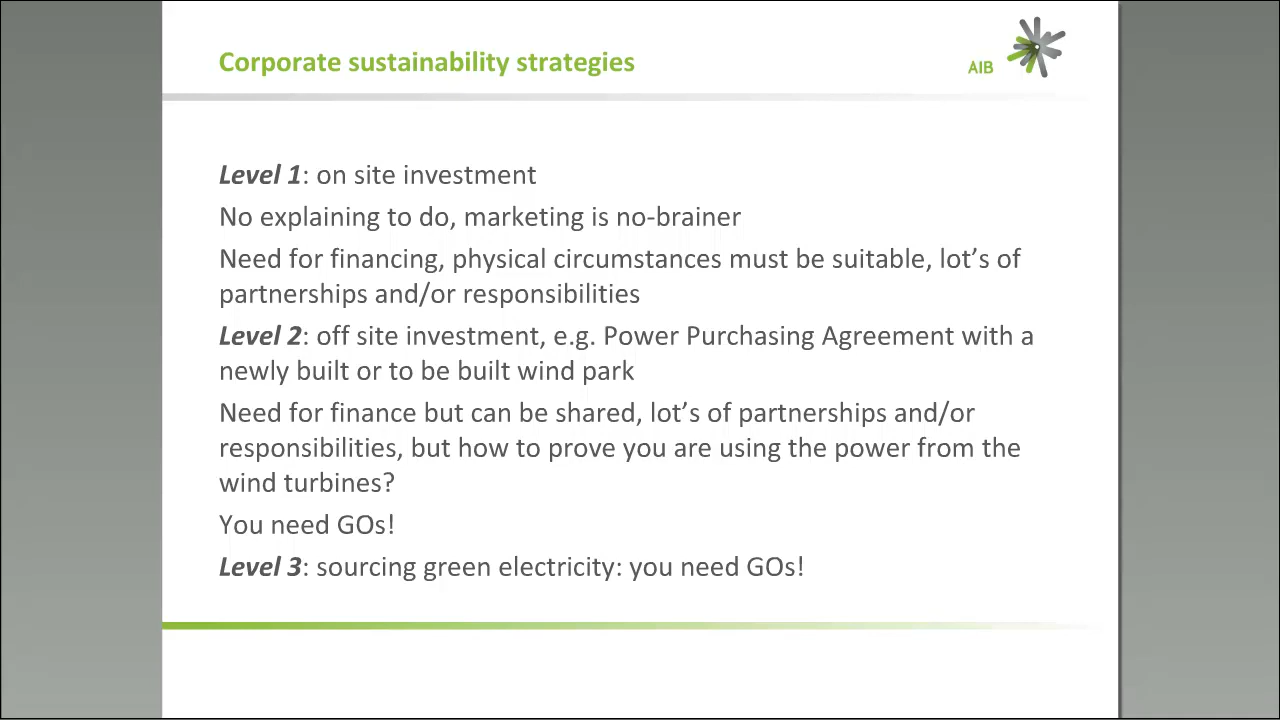 Corporate sustainability strategies
AIB
Level 1: on site investment
No explaining to do, marketing is no-brainer
Need for financing, physical circumstances must be suitable, lot’s of
partnerships and/or responsibilities
Level 2: off site investment, e.g. Power Purchasing Agreement with a
newly built or to be built wind park
Need for finance but can be shared, lot’s of partnerships and/or
responsibilities, but how to prove you are using the power from the
wind turbines?
You need GOs!
Level 3: sourcing green electricity: you need GOs!